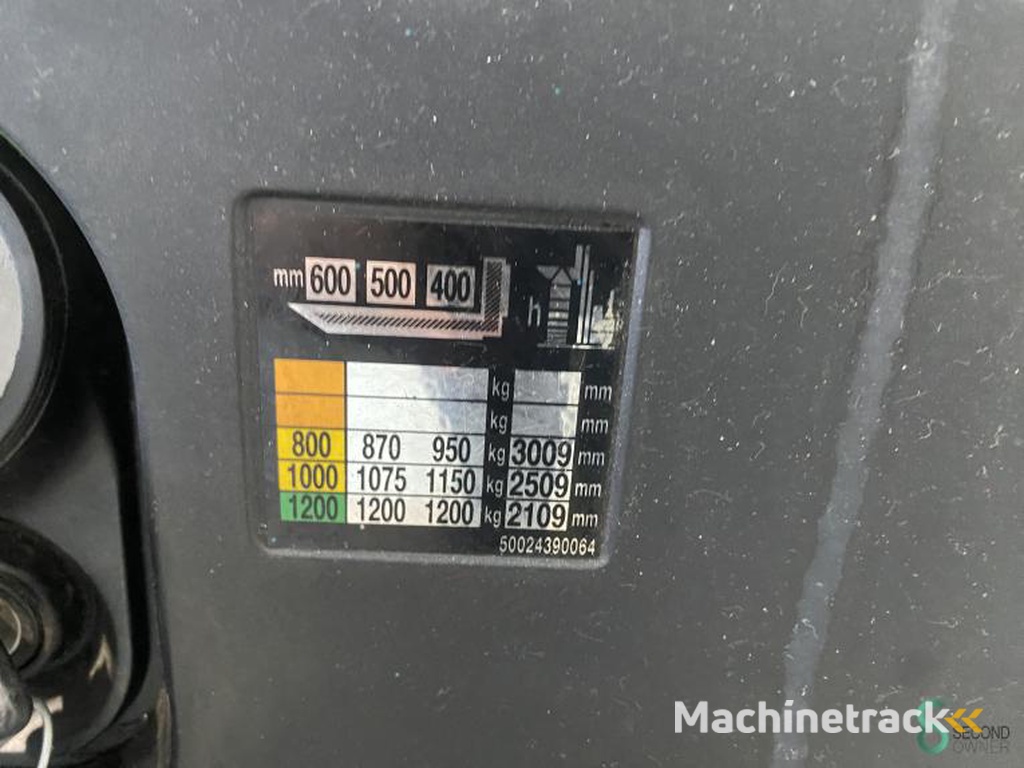 mm 600 500 400
h
kg mm
kg mm
800 870 950 kg 3009 mm
1000 1075 1150 kg 2509 mm
1200 1200 1200 kg 2109 mm
50024390064
Machinetrack
SECOND
OWNER